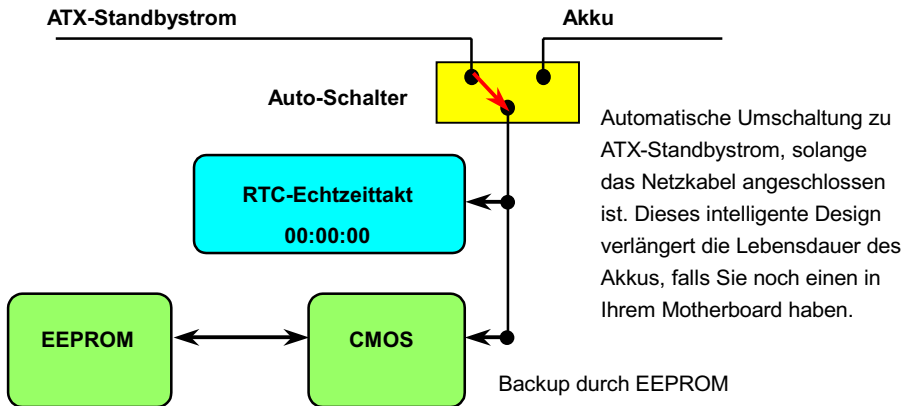 ATX-Standbystrom
Akku
Auto-Schalter
Automatische Umschaltung zu
ATX-Standbystrom, solange
das Netzkabel angeschlossen
ist. Dieses intelligente Design
verlängert die Lebensdauer des
Akkus, falls Sie noch einen in
Ihrem Motherboard haben.
RTC-Echtzeittakt
00:00:00
EEPROM
CMOS
Backup durch EEPROM